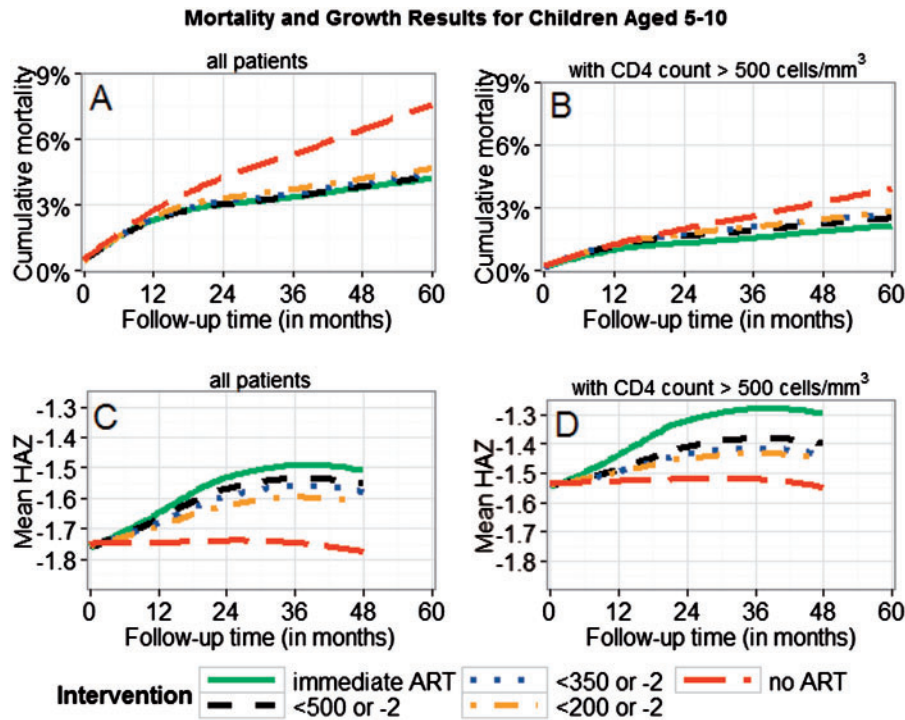 Mortality and Growth Results for Children Aged 5-10
all patients
A
Cumulative mortality
9%
6%
3%
0%
0 12 24 36 48 60
Follow-up time (in months)
with CD4 count > 500 cells/mm³
B
Cumulative mortality
9%
6%
3%
0%
0 12 24 36 48 60
Follow-up time (in months)
all patients
C
Mean HAZ
-1.3
-1.4
-1.5
-1.6
-1.7
-1.8
0 12 24 36 48 60
Follow-up time (in months)
with CD4 count > 500 cells/mm³
D
Mean HAZ
-1.3
-1.4
-1.5
-1.6
-1.7
-1.8
0 12 24 36 48 60
Follow-up time (in months)
Intervention
immediate ART <350 or -2 no ART
<500 or -2 <200 or -2